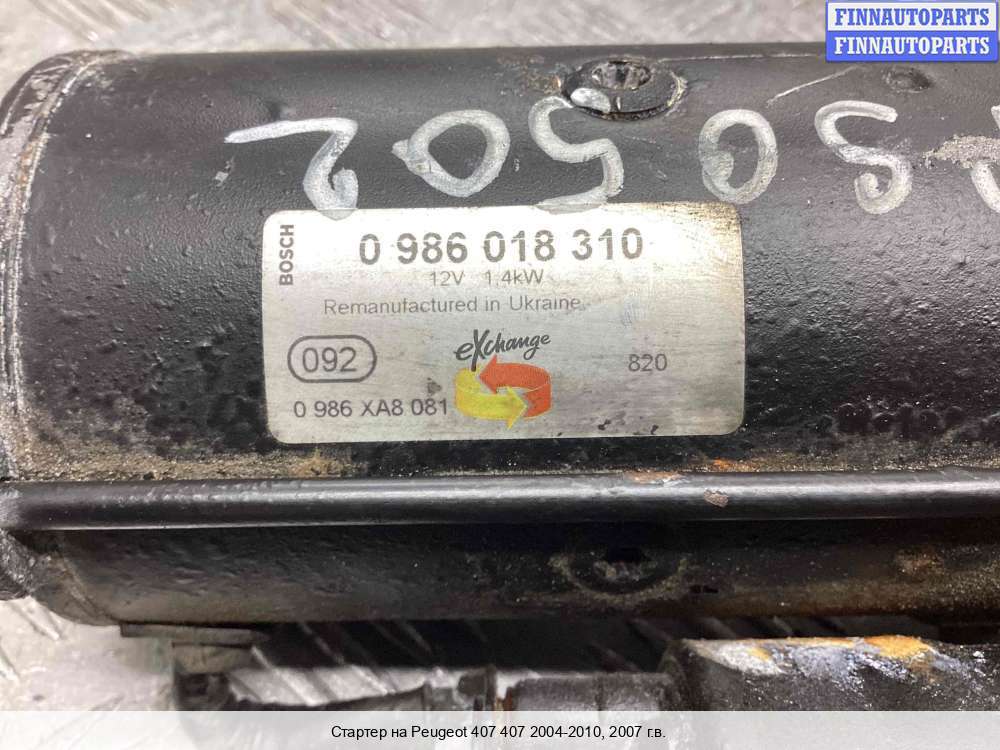 FINNAUTOPARTS
FINNAUTOPARTS
2050502
BOSCH
0 986 018 310
12V 1,4kW
Remanufactured in Ukraine
092
eXchange
820
0 986 XA8 081
Стартер на Peugeot 407 407 2004-2010, 2007 г.в.